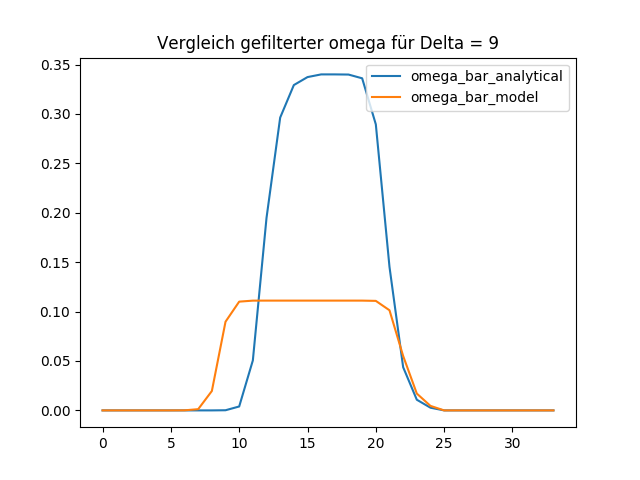 Vergleich gefilterter omega für Delta = 9
omega_bar_analytical
omega_bar_model
0.35
0.30
0.25
0.20
0.15
0.10
0.05
0.00
0 5 10 15 20 25 30